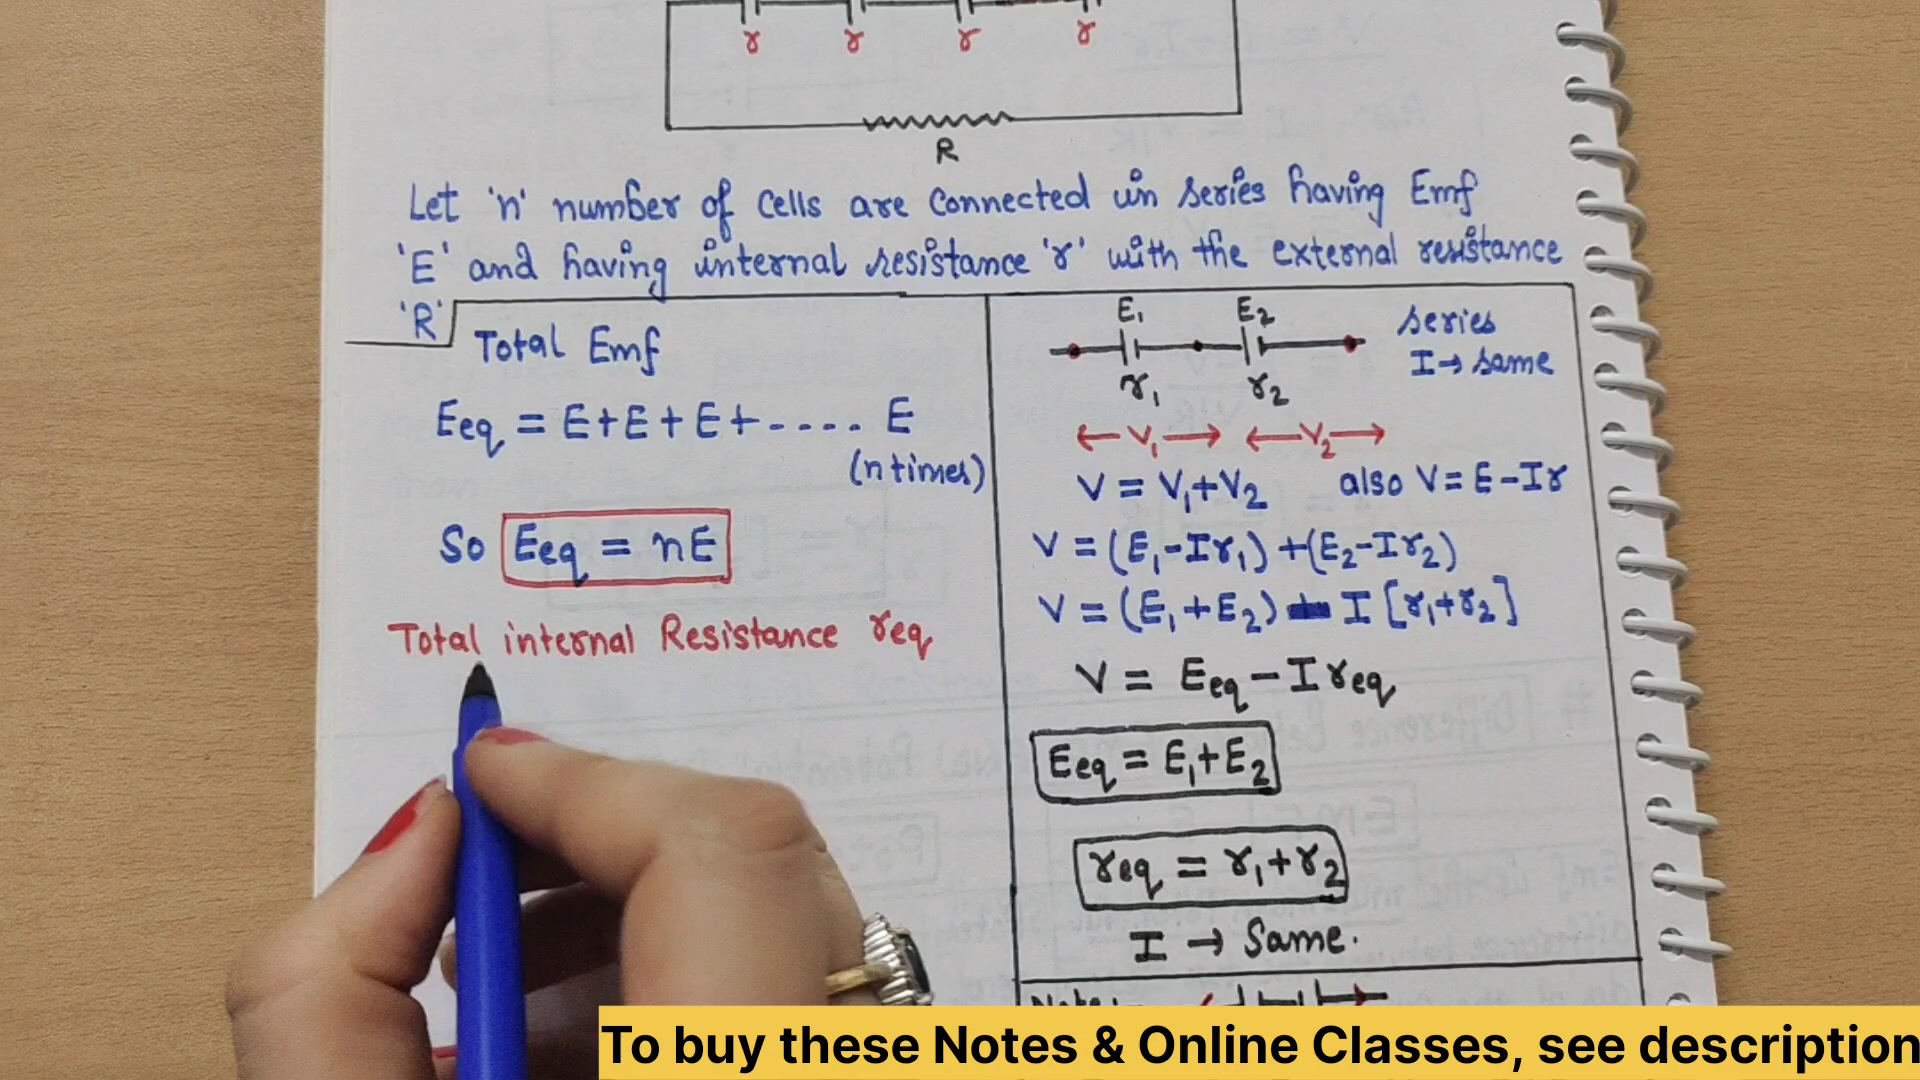 r r r r
R
Let 'n' number of cells are connected in series having Emf
'E' and having internal resistance 'r' with the external resistance
'R'
Total Emf
Eeq = E+E+E+----. E
(n times)
So Eeq = nE
Total internal Resistance req
E₁ E₂
r₁ r₂
series
I→ same
V₁ V₂
V = V₁+V₂ also V = E-Ir
V = (E₁-Ir₁)+(E₂-Ir₂)
V = (E₁+E₂) - I[r₁+r₂]
V = Eeq - I req
Eeq = E₁+E₂
req = r₁+r₂
I → Same.
Note:
To buy these Notes & Online Classes, see description